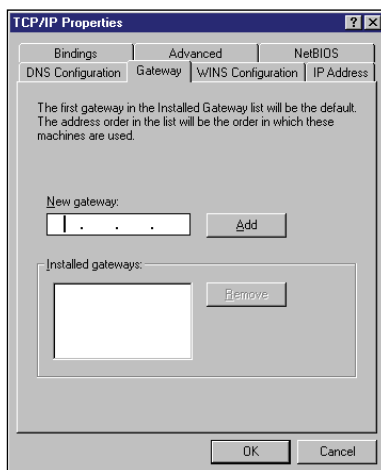 TCP/IP Properties
Bindings Advanced NetBIOS
DNS Configuration Gateway WINS Configuration IP Address
The first gateway in the Installed Gateway list will be the default.
The address order in the list will be the order in which these
machines are used.
New gateway:
. . .
Add
Installed gateways:
Remove
OK Cancel